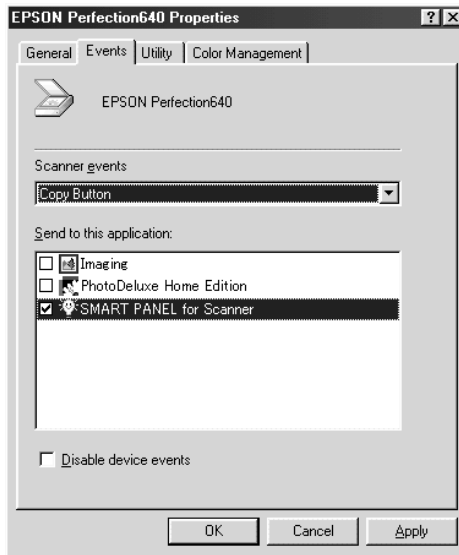 EPSON Perfection640 Properties
General Events Utility Color Management
EPSON Perfection640
Scanner events
Copy Button
Send to this application:
Imaging
PhotoDeluxe Home Edition
SMART PANEL for Scanner
Disable device events
OK Cancel Apply